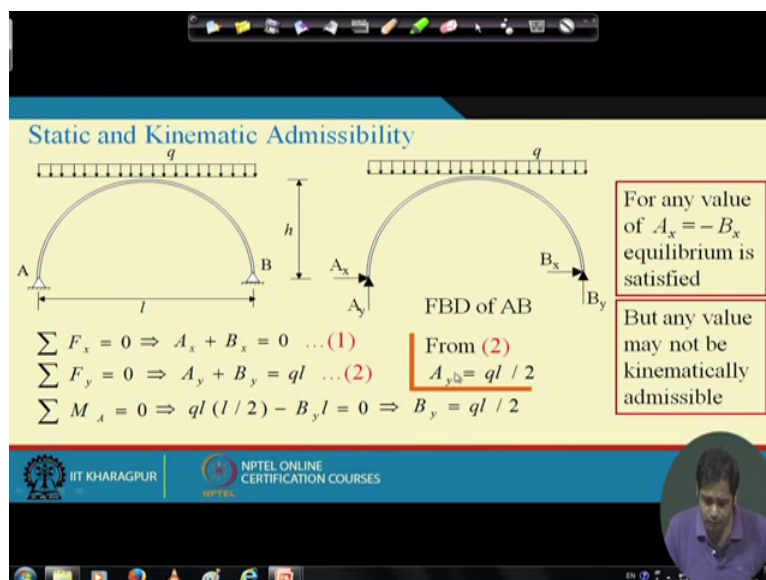 Static and Kinematic Admissibility
q
q
h
A
B
l
A_x
A_y
B_x
B_y
FBD of AB
∑ F_x = 0 ⇒ A_x + B_x = 0 ...(1)
∑ F_y = 0 ⇒ A_y + B_y = ql ...(2)
∑ M_A = 0 ⇒ ql (l / 2) − B_y l = 0 ⇒ B_y = ql / 2
From (2)
A_y = ql / 2
For any value
of A_x = − B_x
equilibrium is
satisfied
But any value
may not be
kinematically
admissible
IIT KHARAGPUR
NPTEL
NPTEL ONLINE
CERTIFICATION COURSES
EN